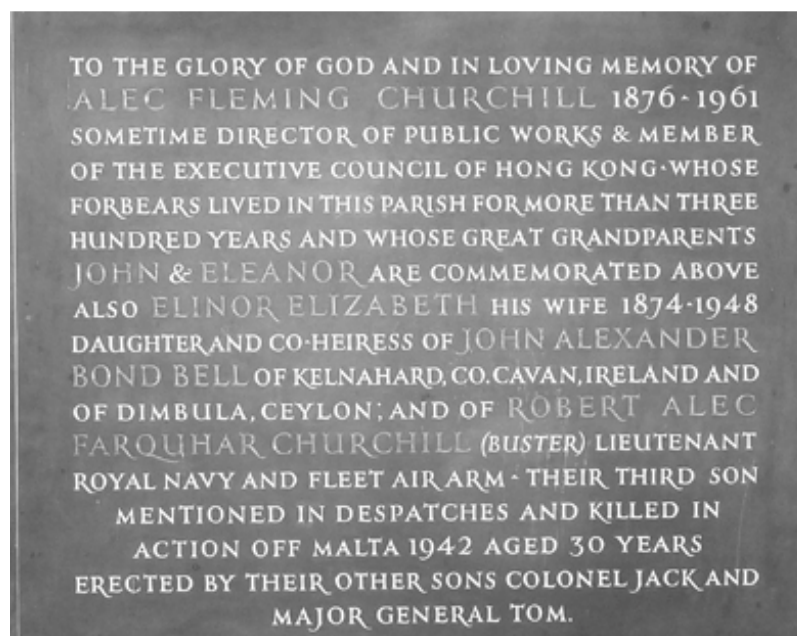 TO THE GLORY OF GOD AND IN LOVING MEMORY OF
ALEC FLEMING CHURCHILL 1876-1961
SOMETIME DIRECTOR OF PUBLIC WORKS & MEMBER
OF THE EXECUTIVE COUNCIL OF HONG KONG·WHOSE
FORBEARS LIVED IN THIS PARISH FOR MORE THAN THREE
HUNDRED YEARS AND WHOSE GREAT GRANDPARENTS
JOHN & ELEANOR ARE COMMEMORATED ABOVE
ALSO ELINOR ELIZABETH HIS WIFE 1874-1948
DAUGHTER AND CO-HEIRESS OF JOHN ALEXANDER
BOND BELL OF KELNAHARD, CO. CAVAN, IRELAND AND
OF DIMBULA, CEYLON; AND OF ROBERT ALEC
FARQUHAR CHURCHILL (BUSTER) LIEUTENANT
ROYAL NAVY AND FLEET AIR ARM - THEIR THIRD SON
MENTIONED IN DESPATCHES AND KILLED IN
ACTION OFF MALTA 1942 AGED 30 YEARS
ERECTED BY THEIR OTHER SONS COLONEL JACK AND
MAJOR GENERAL TOM.